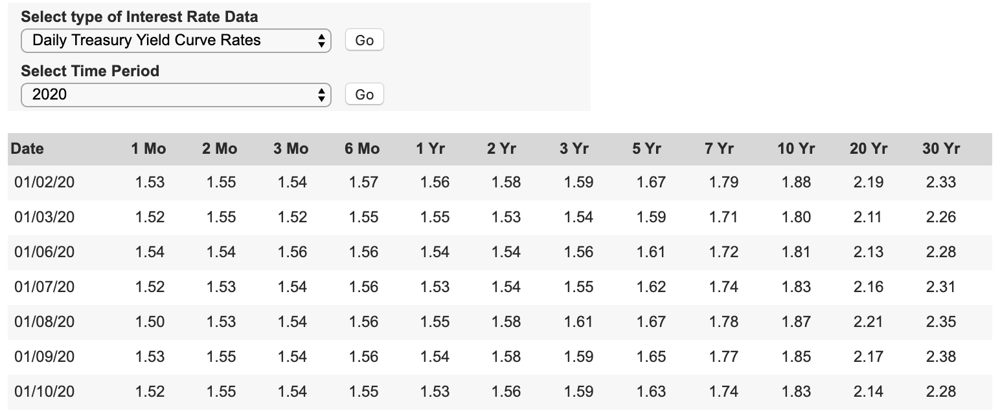 Select type of Interest Rate Data
Daily Treasury Yield Curve Rates Go
Select Time Period
2020 Go
Date 1 Mo 2 Mo 3 Mo 6 Mo 1 Yr 2 Yr 3 Yr 5 Yr 7 Yr 10 Yr 20 Yr 30 Yr
01/02/20 1.53 1.55 1.54 1.57 1.56 1.58 1.59 1.67 1.79 1.88 2.19 2.33
01/03/20 1.52 1.55 1.52 1.55 1.55 1.53 1.54 1.59 1.71 1.80 2.11 2.26
01/06/20 1.54 1.54 1.56 1.56 1.54 1.54 1.56 1.61 1.72 1.81 2.13 2.28
01/07/20 1.52 1.53 1.54 1.56 1.53 1.54 1.55 1.62 1.74 1.83 2.16 2.31
01/08/20 1.50 1.53 1.54 1.56 1.55 1.58 1.61 1.67 1.78 1.87 2.21 2.35
01/09/20 1.53 1.55 1.54 1.56 1.54 1.58 1.59 1.65 1.77 1.85 2.17 2.38
01/10/20 1.52 1.55 1.54 1.55 1.53 1.56 1.59 1.63 1.74 1.83 2.14 2.28